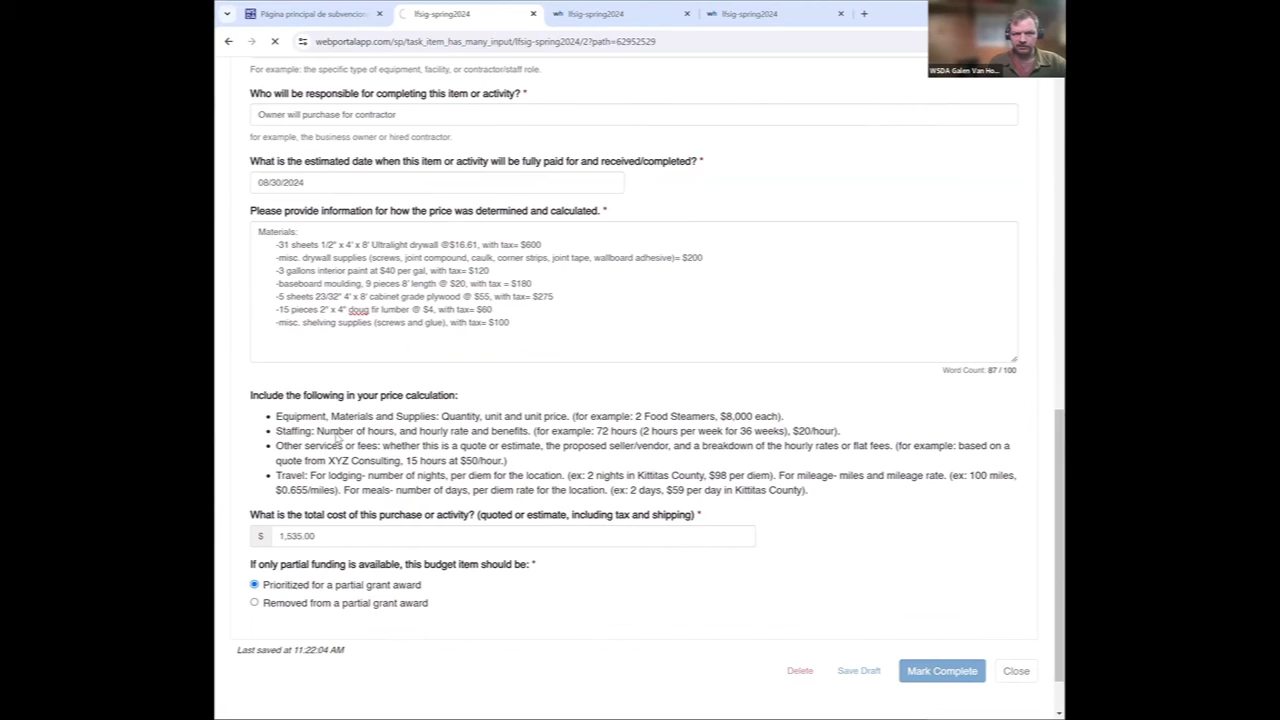 Página principal de subvencion
lfsig-spring2024
lfsig-spring2024
lfsig-spring2024
webportalapp.com/sp/task_item_has_many_input/lfsig-spring2024/2?path=62952529
WSDA Galen Van Ho...
For example: the specific type of equipment, facility, or contractor/staff role.
Who will be responsible for completing this item or activity? *
Owner will purchase for contractor
for example, the business owner or hired contractor.
What is the estimated date when this item or activity will be fully paid for and received/completed? *
08/30/2024
Please provide information for how the price was determined and calculated. *
Materials:
-31 sheets 1/2" x 4' x 8' Ultralight drywall @$16.61, with tax= $600
-misc. drywall supplies (screws, joint compound, caulk, corner strips, joint tape, wallboard adhesive)= $200
-3 gallons interior paint at $40 per gal, with tax= $120
-baseboard moulding, 9 pieces 8' length @ $20, with tax = $180
-5 sheets 23/32" 4' x 8' cabinet grade plywood @ $55, with tax= $275
-15 pieces 2" x 4" doug fir lumber @ $4, with tax= $60
-misc. shelving supplies (screws and glue), with tax= $100
Word Count: 87 / 100
Include the following in your price calculation:
• Equipment, Materials and Supplies: Quantity, unit and unit price. (for example: 2 Food Steamers, $8,000 each).
• Staffing: Number of hours, and hourly rate and benefits. (for example: 72 hours (2 hours per week for 36 weeks), $20/hour).
• Other services or fees: whether this is a quote or estimate, the proposed seller/vendor, and a breakdown of the hourly rates or flat fees. (for example: based on a
quote from XYZ Consulting, 15 hours at $50/hour.)
• Travel: For lodging- number of nights, per diem for the location. (ex: 2 nights in Kittitas County, $98 per diem). For mileage- miles and mileage rate. (ex: 100 miles,
$0.655/miles). For meals- number of days, per diem rate for the location. (ex: 2 days, $59 per day in Kittitas County).
What is the total cost of this purchase or activity? (quoted or estimate, including tax and shipping) *
$ 1,535.00
If only partial funding is available, this budget item should be: *
Prioritized for a partial grant award
Removed from a partial grant award
Last saved at 11:22:04 AM
Delete
Save Draft
Mark Complete
Close